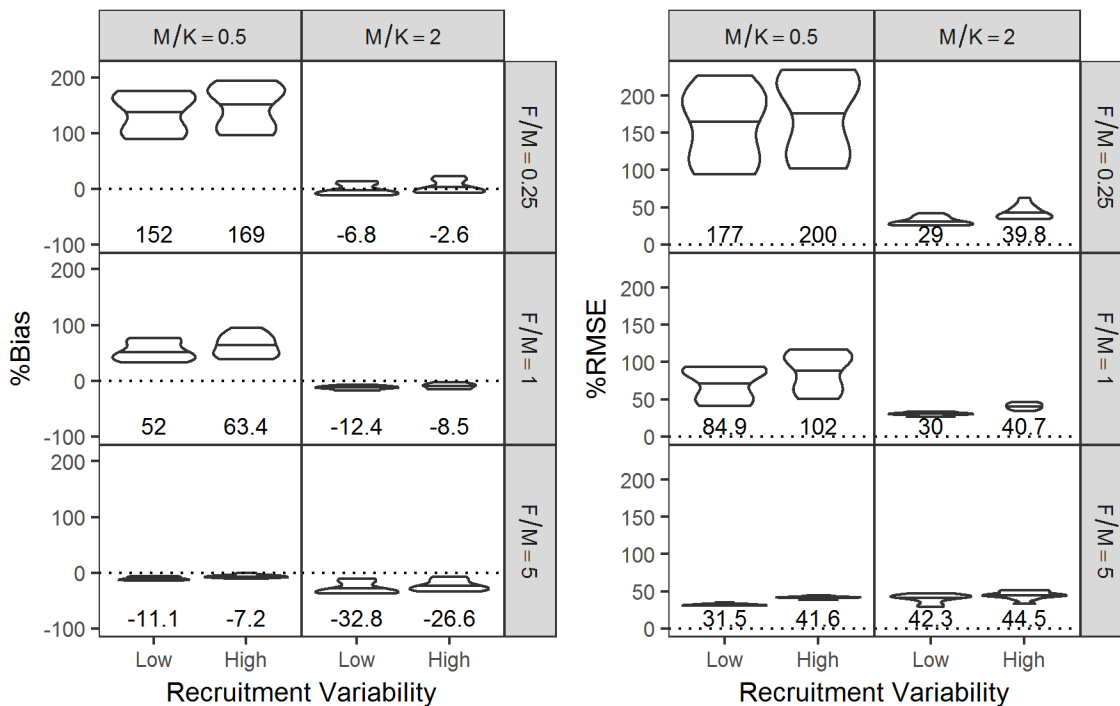 M/K = 0.5 M/K = 2
200
100
0
-100
152 169 -6.8 -2.6
F/M = 0.25
200
100
0
-100
52 63.4 -12.4 -8.5
F/M = 1
200
100
0
-100
-11.1 -7.2 -32.8 -26.6
F/M = 5
%Bias
Low High Low High
Recruitment Variability
M/K = 0.5 M/K = 2
200
150
100
50
0
177 200 29 39.8
F/M = 0.25
200
150
100
50
0
84.9 102 30 40.7
F/M = 1
200
150
100
50
0
31.5 41.6 42.3 44.5
F/M = 5
%RMSE
Low High Low High
Recruitment Variability